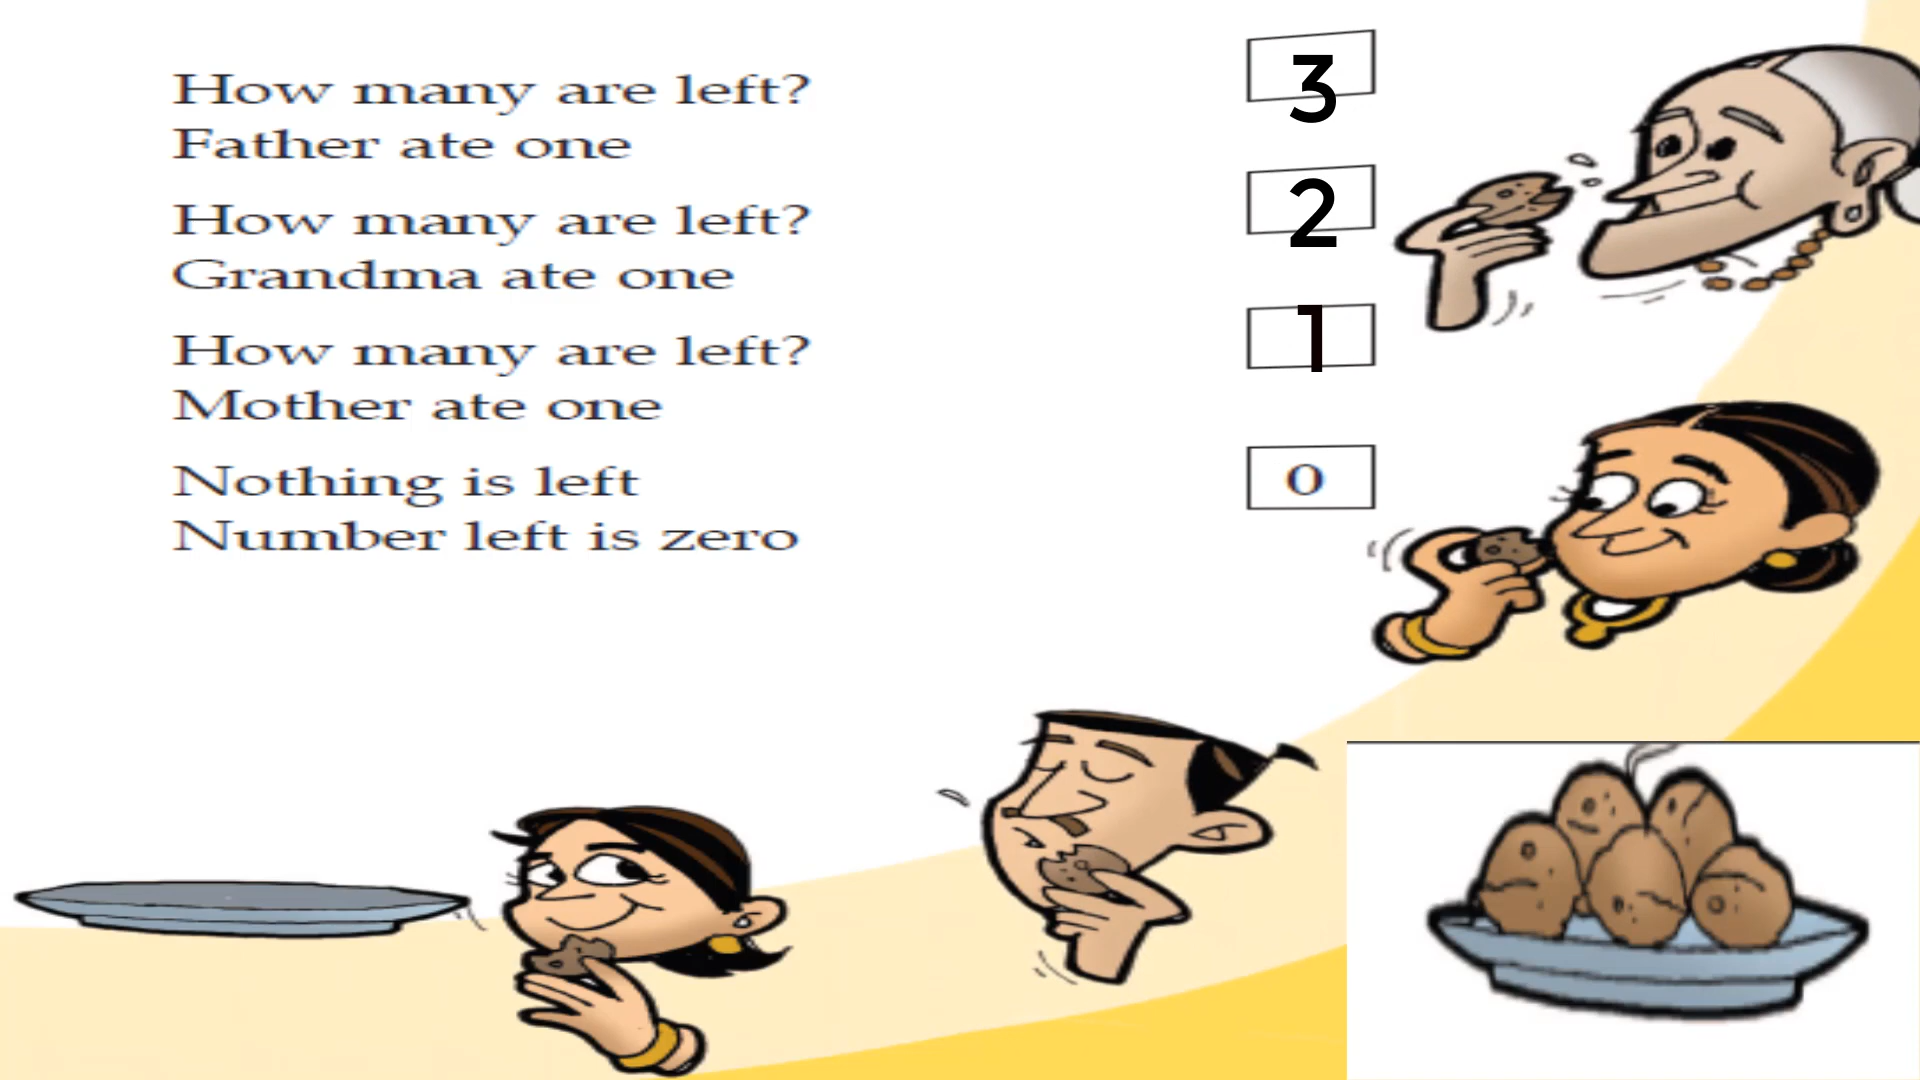 How many are left?
3
Father ate one
How many are left?
2
Grandma ate one
How many are left?
1
Mother ate one
Nothing is left
0
Number left is zero